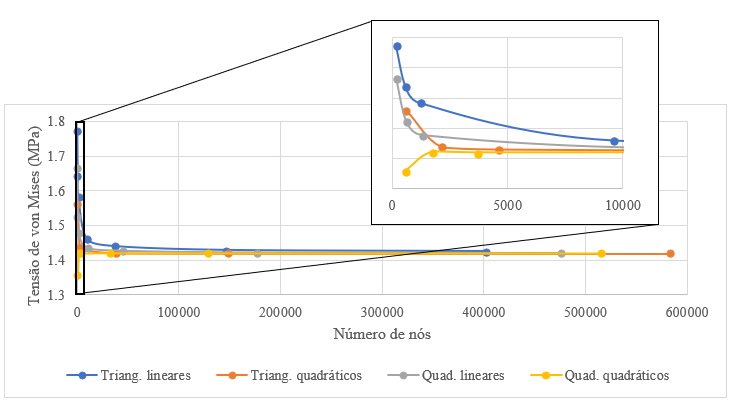 0
5000
10000
Tensão de von Mises (MPa)
1.8
1.7
1.6
1.5
1.4
1.3
0
100000
200000
300000
400000
500000
600000
Número de nós
Triang. lineares
Triang. quadráticos
Quad. lineares
Quad. quadráticos